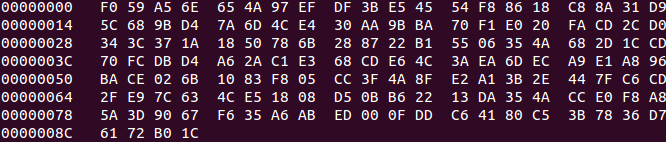 00000000 F0 59 A5 6E 65 4A 97 EF DF 3B E5 45 54 F8 86 18 C8 8A 31 D9
00000014 5C 68 9B D4 7A 6D 4C E4 30 AA 9B BA 70 F1 E0 20 FA CD 2C D0
00000028 34 3C 37 1A 18 50 78 6B 28 87 22 B1 55 06 35 4A 68 2D 1C CD
0000003C 70 FC DB D4 A6 2A C1 E3 68 CD E6 4C 3A EA 6D EC A9 E1 A8 96
00000050 BA CE 02 6B 10 83 F8 05 CC 3F 4A 8F E2 A1 3B 2E 44 7F C6 CD
00000064 2F E9 7C 63 4C E5 18 08 D5 0B B6 22 13 DA 35 4A CC E0 F8 A8
00000078 5A 3D 90 67 F6 35 A6 AB ED 00 0F DD C6 41 80 C5 3B 78 36 D7
0000008C 61 72 B0 1C